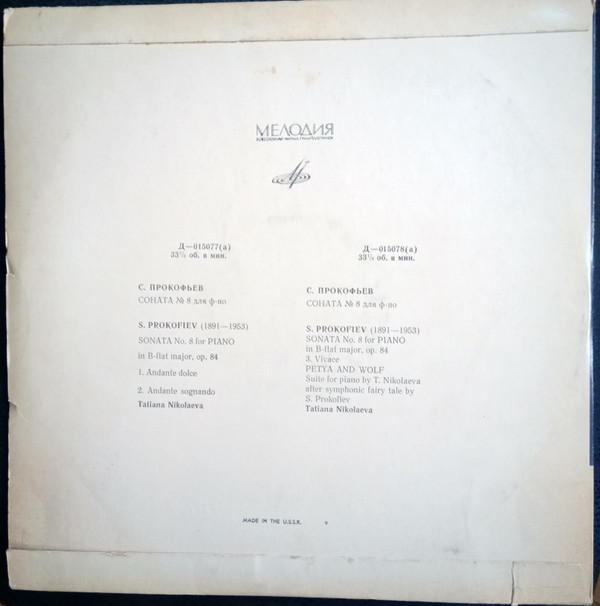 МЕЛОДИЯ
ВСЕСОЮЗНАЯ ФИРМА ГРАМПЛАСТИНОК
Д—015077(а)
33⅓ об. в мин.
С. ПРОКОФЬЕВ
СОНАТА № 8 для ф-по
S. PROKOFIEV (1891—1953)
SONATA No. 8 for PIANO
in B-flat major, op. 84
1. Andante dolce
2. Andante sognando
Tatiana Nikolaeva
Д—015078(а)
33⅓ об. в мин.
С. ПРОКОФЬЕВ
СОНАТА № 8 для ф-по
S. PROKOFIEV (1891—1953)
SONATA No. 8 for PIANO
in B-flat major, op. 84
3. Vivace
PETYA AND WOLF
Suite for piano by T. Nikolaeva
after symphonic fairy tale by
S. Prokofiev
Tatiana Nikolaeva
MADE IN THE U.S.S.R.